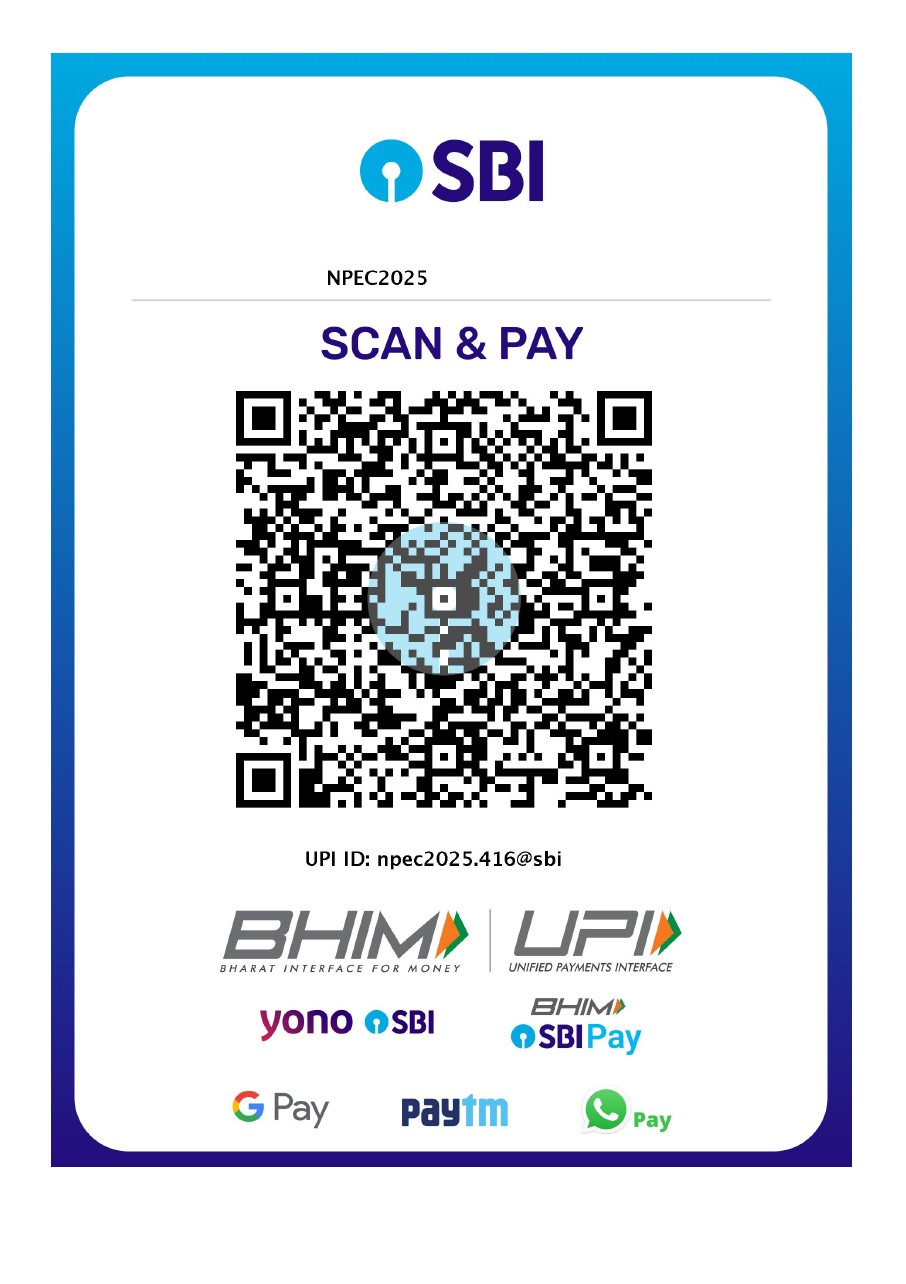 SBI
NPEC2025
SCAN & PAY
UPI ID: npec2025.416@sbi
BHIM UPI
BHARAT INTERFACE FOR MONEY UNIFIED PAYMENTS INTERFACE
yono SBI
BHIM
SBI Pay
G Pay paytm Pay